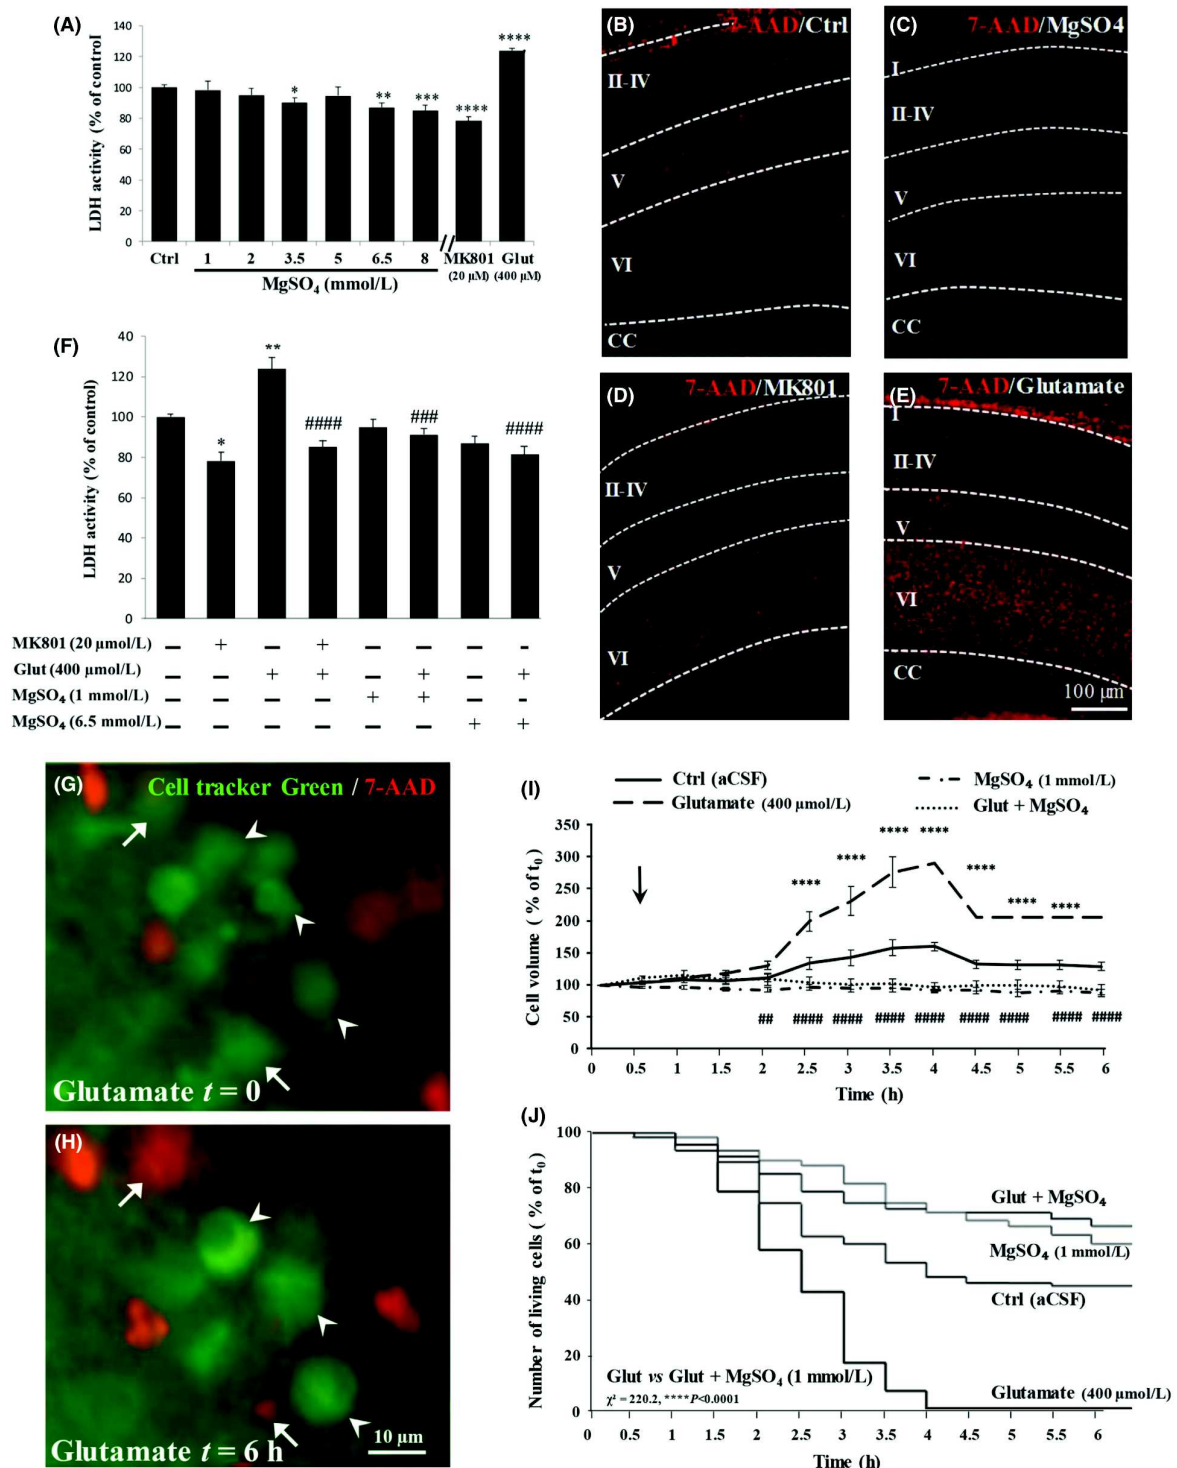 (A)
LDH activity (% of control)
140
120
100
80
60
40
20
0
* ** *** **** ****
Ctrl 1 2 3.5 5 6.5 8 MK801 Glut
(20 µM) (400 µM)
MgSO₄ (mmol/L)
(B) 7-AAD/Ctrl
II-IV
V
VI
CC
(C) 7-AAD/MgSO4
I
II-IV
V
VI
CC
(D) 7-AAD/MK801
II-IV
V
VI
(E) 7-AAD/Glutamate
I
II-IV
V
VI
CC
100 µm
(F)
LDH activity (% of control)
40
120
100
80
60
40
20
0
* ** #### ### ####
MK801 (20 µmol/L) – + – + – – – -
Glut (400 µmol/L) – – + + – + – +
MgSO₄ (1 mmol/L) – – – – + + – -
MgSO₄ (6.5 mmol/L) – – – – – – + +
(G) Cell tracker Green / 7-AAD
Glutamate t = 0
(H)
Glutamate t = 6 h
10 µm
(I)
Ctrl (aCSF) MgSO₄ (1 mmol/L)
Glutamate (400 µmol/L) Glut + MgSO₄
Cell volume ( % of t₀)
350
300
250
200
150
100
50
0
**** **** **** **** **** **** ****
## #### #### #### #### #### #### #### ####
0 0.5 1 1.5 2 2.5 3 3.5 4 4.5 5 5.5 6
Time (h)
(J)
Number of living cells ( % of t₀)
100
80
60
40
20
0
Glut + MgSO₄
MgSO₄ (1 mmol/L)
Ctrl (aCSF)
Glutamate (400 µmol/L)
Glut vs Glut + MgSO₄ (1 mmol/L)
χ² = 220.2, ****P<0.0001
0 0.5 1 1.5 2 2.5 3 3.5 4 4.5 5 5.5 6
Time (h)